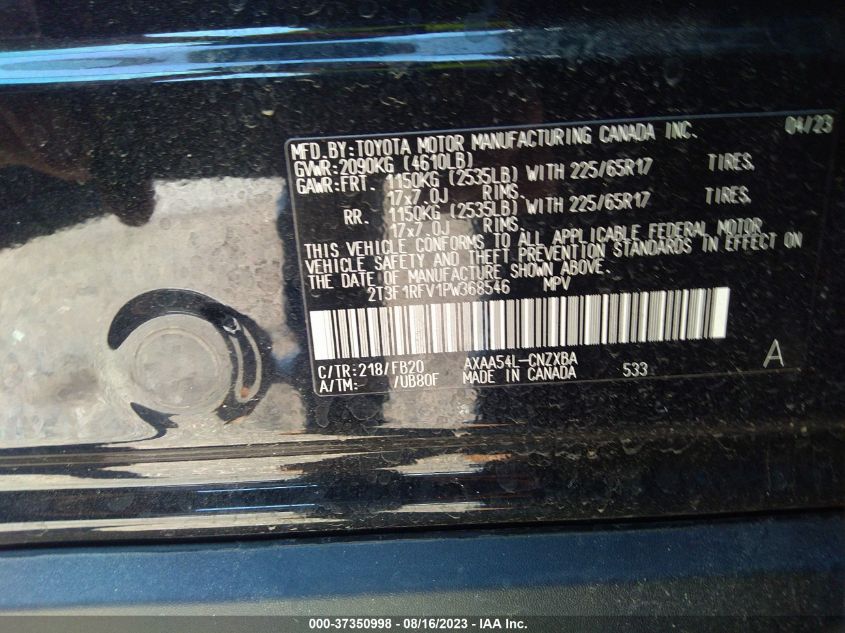 MFD.BY:TOYOTA MOTOR MANUFACTURING CANADA INC. 04/23
GVWR:2090KG (4610LB)
GAWR:FRT. 1150KG (2535LB) WITH 225/65R17 TIRES,
17x7.0J RIMS.
RR. 1150KG (2535LB) WITH 225/65R17 TIRES,
17x7.0J RIMS.
THIS VEHICLE CONFORMS TO ALL APPLICABLE FEDERAL MOTOR
VEHICLE SAFETY AND THEFT PREVENTION STANDARDS IN EFFECT ON
THE DATE OF MANUFACTURE SHOWN ABOVE.
2T3F1RFV1PW368546 MPV
C/TR:218/FB20 AXAA54L-CNZXBA A
A/TM: /UB80F MADE IN CANADA 533
000-37350998 - 08/16/2023 - IAA Inc.